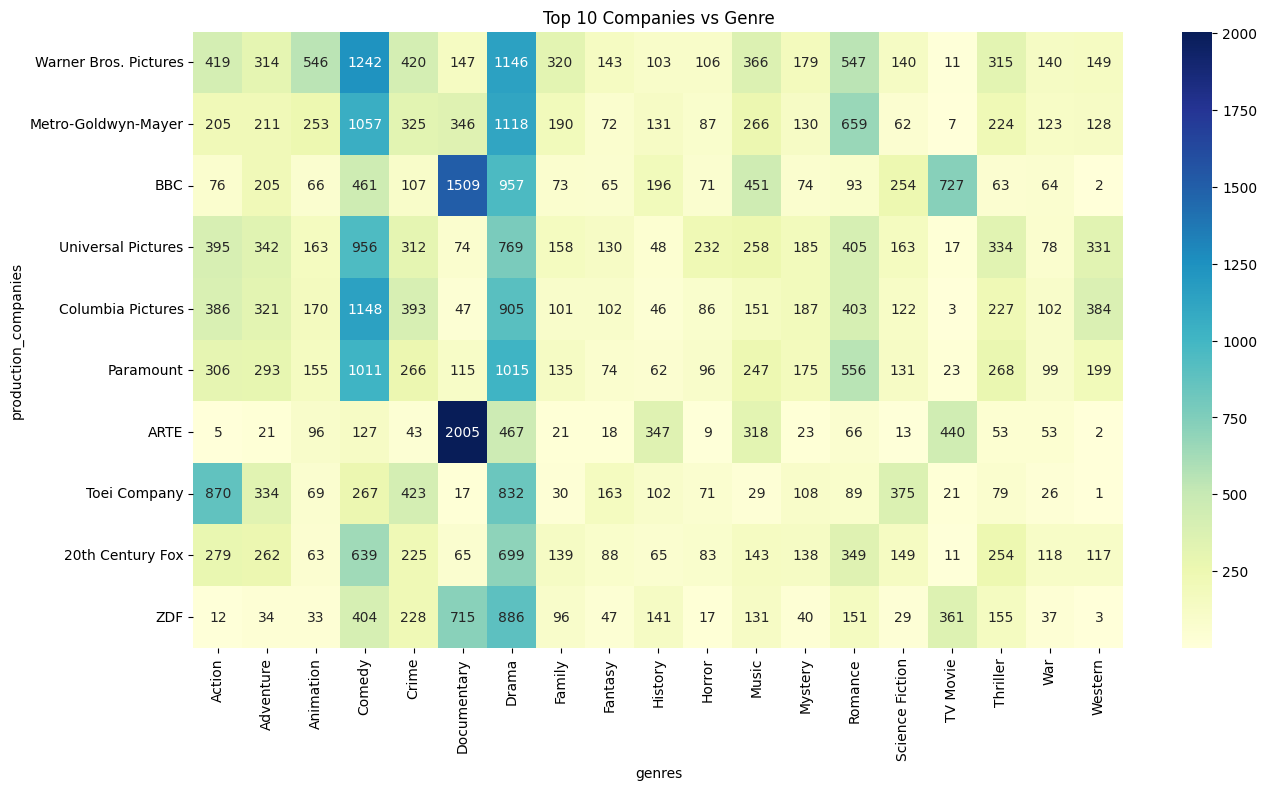 Top 10 Companies vs Genre
production_companies
Warner Bros. Pictures 419 314 546 1242 420 147 1146 320 143 103 106 366 179 547 140 11 315 140 149
Metro-Goldwyn-Mayer 205 211 253 1057 325 346 1118 190 72 131 87 266 130 659 62 7 224 123 128
BBC 76 205 66 461 107 1509 957 73 65 196 71 451 74 93 254 727 63 64 2
Universal Pictures 395 342 163 956 312 74 769 158 130 48 232 258 185 405 163 17 334 78 331
Columbia Pictures 386 321 170 1148 393 47 905 101 102 46 86 151 187 403 122 3 227 102 384
Paramount 306 293 155 1011 266 115 1015 135 74 62 96 247 175 556 131 23 268 99 199
ARTE 5 21 96 127 43 2005 467 21 18 347 9 318 23 66 13 440 53 53 2
Toei Company 870 334 69 267 423 17 832 30 163 102 71 29 108 89 375 21 79 26 1
20th Century Fox 279 262 63 639 225 65 699 139 88 65 83 143 138 349 149 11 254 118 117
ZDF 12 34 33 404 228 715 886 96 47 141 17 131 40 151 29 361 155 37 3
Action Adventure Animation Comedy Crime Documentary Drama Family Fantasy History Horror Music Mystery Romance Science Fiction TV Movie Thriller War Western
genres
2000
1750
1500
1250
1000
750
500
250